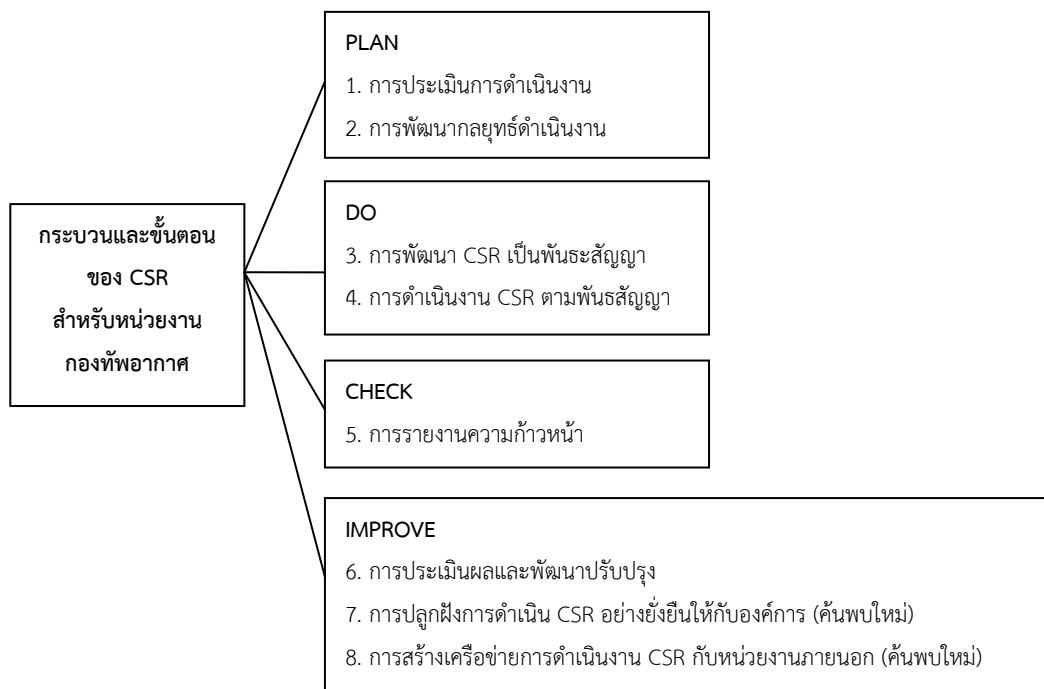 PLAN
1. การประเมินการดำเนินงาน
2. การพัฒนากลยุทธ์ดำเนินงาน
กระบวนและขั้นตอน
ของ CSR
สำหรับหน่วยงาน
กองทัพอากาศ
DO
3. การพัฒนา CSR เป็นพันธะสัญญา
4. การดำเนินงาน CSR ตามพันธสัญญา
CHECK
5. การรายงานความก้าวหน้า
IMPROVE
6. การประเมินผลและพัฒนาปรับปรุง
7. การปลูกฝังการดำเนิน CSR อย่างยั่งยืนให้กับองค์การ (ค้นพบใหม่)
8. การสร้างเครือข่ายการดำเนินงาน CSR กับหน่วยงานภายนอก (ค้นพบใหม่)